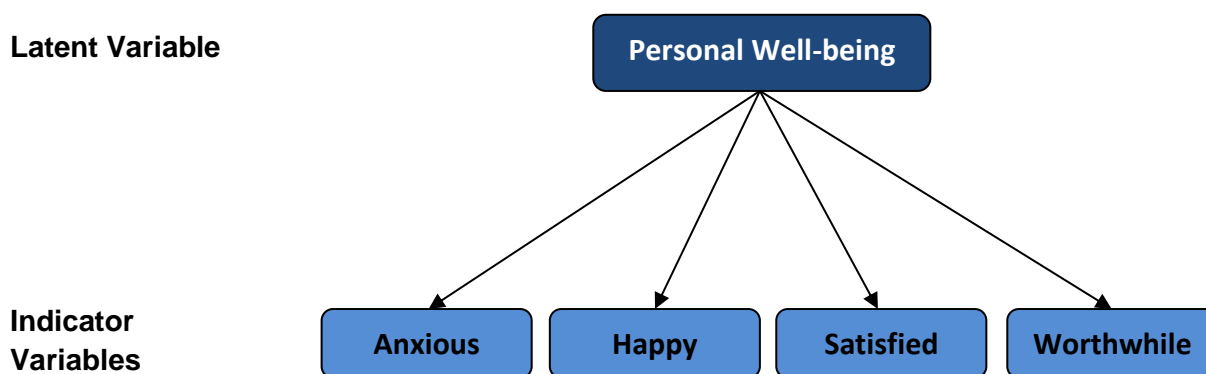 Latent Variable
Personal Well-being
Indicator
Variables
Anxious
Happy
Satisfied
Worthwhile